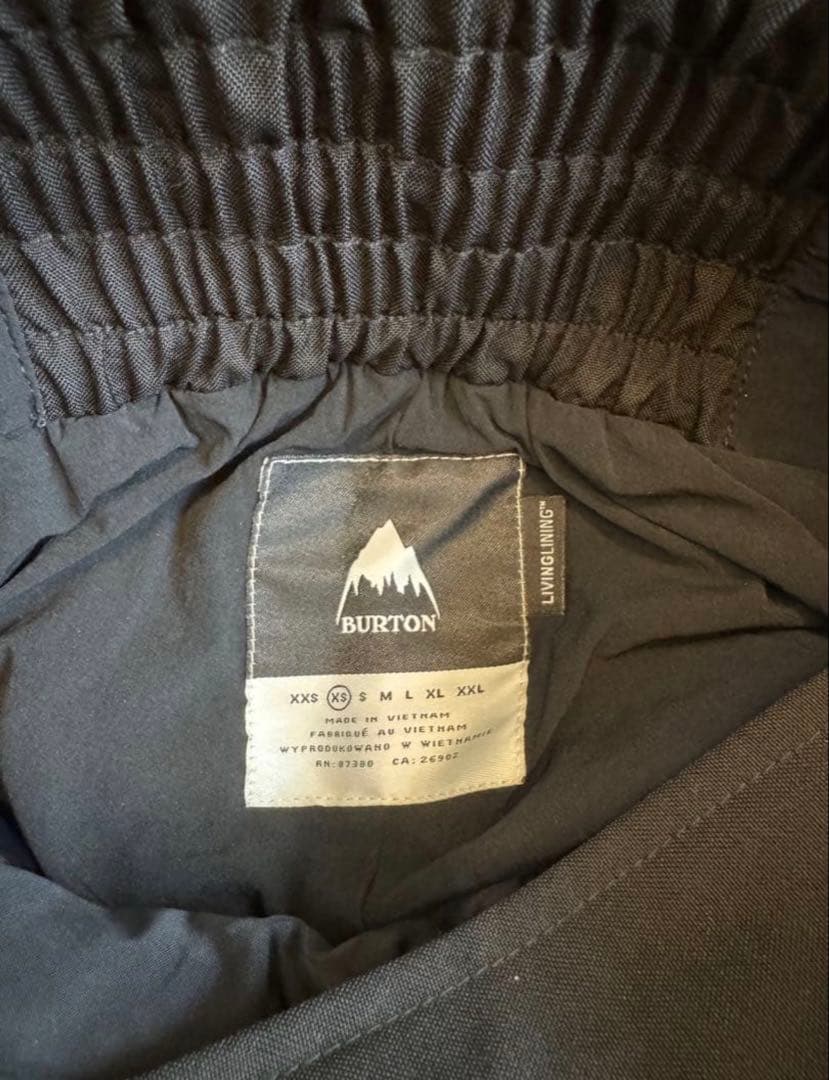 BURTON
XXS XS S M L XL XXL
MADE IN VIETNAM
FABRIQUÉ AU VIETNAM
WYPRODUKOWANO W WIETNAMIE
RN: 87380 CA: 26902
LIVINGLINING™